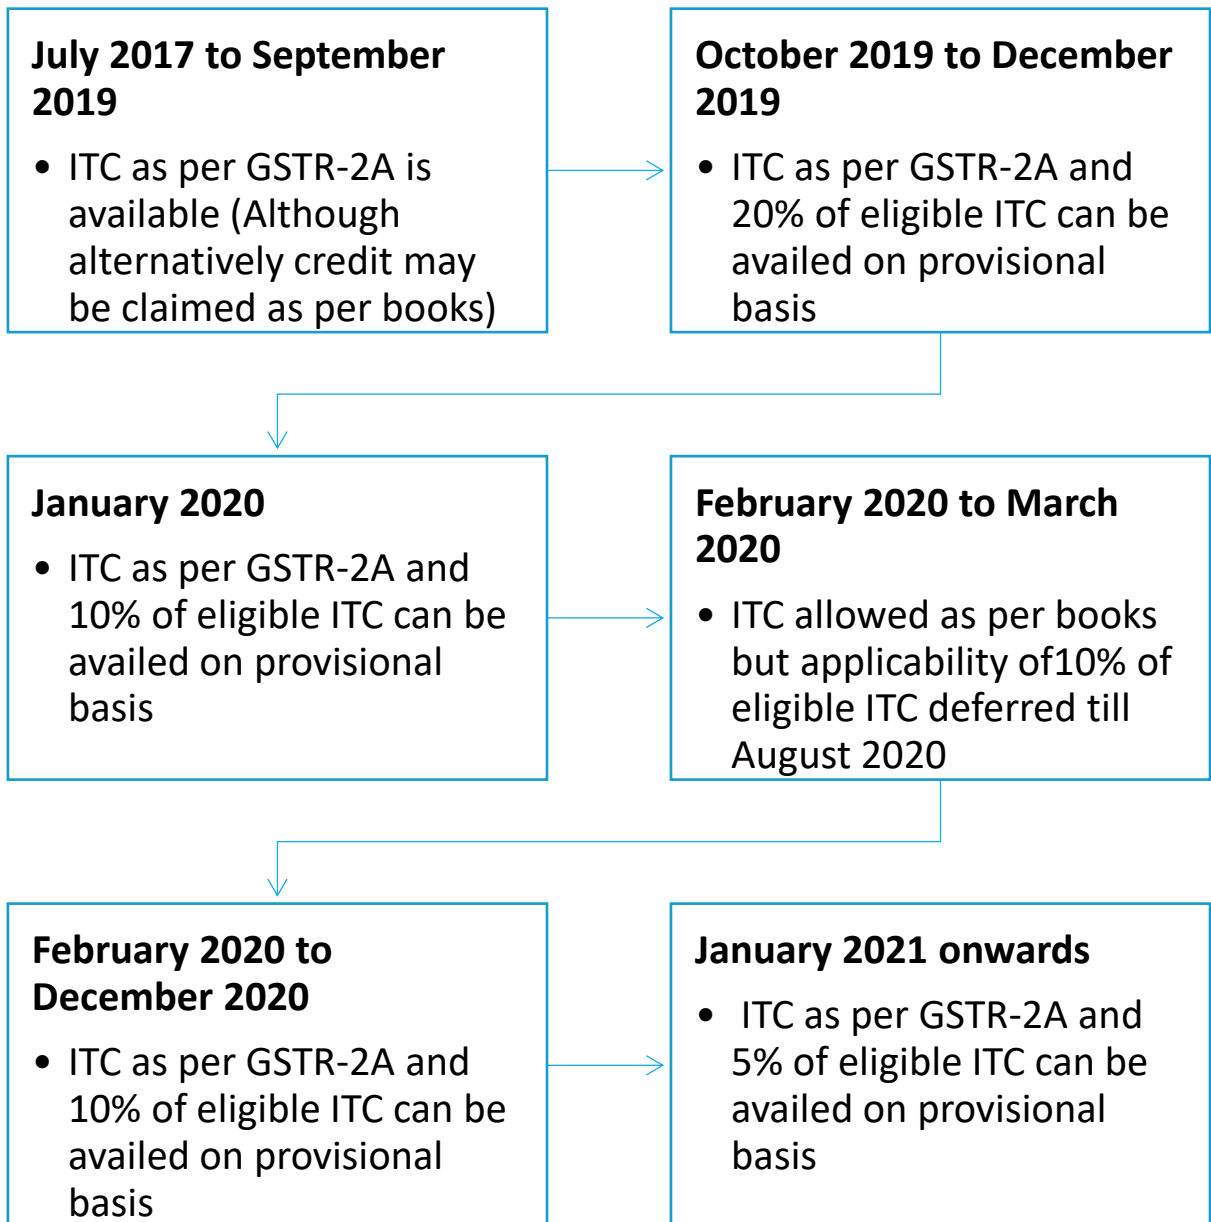 July 2017 to September
2019
• ITC as per GSTR-2A is
available (Although
alternatively credit may
be claimed as per books)
October 2019 to December
2019
• ITC as per GSTR-2A and
20% of eligible ITC can be
availed on provisional
basis
January 2020
• ITC as per GSTR-2A and
10% of eligible ITC can be
availed on provisional
basis
February 2020 to March
2020
• ITC allowed as per books
but applicability of10% of
eligible ITC deferred till
August 2020
February 2020 to
December 2020
• ITC as per GSTR-2A and
10% of eligible ITC can be
availed on provisional
basis
January 2021 onwards
• ITC as per GSTR-2A and
5% of eligible ITC can be
availed on provisional
basis